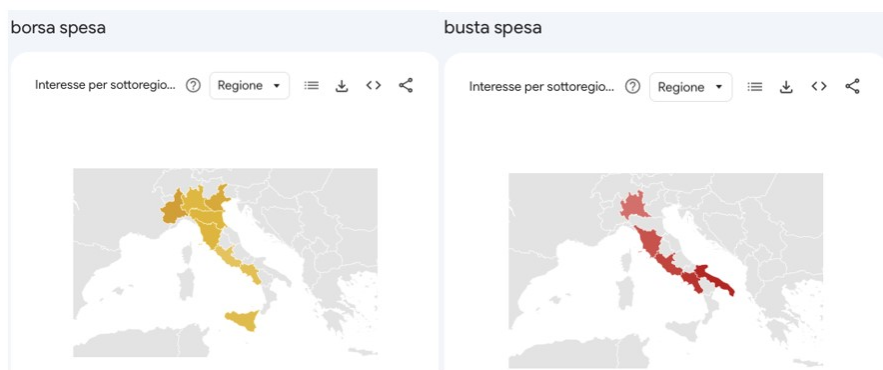 borsa spesa
Interesse per sottoregio...
Regione
busta spesa
Interesse per sottoregio...
Regione